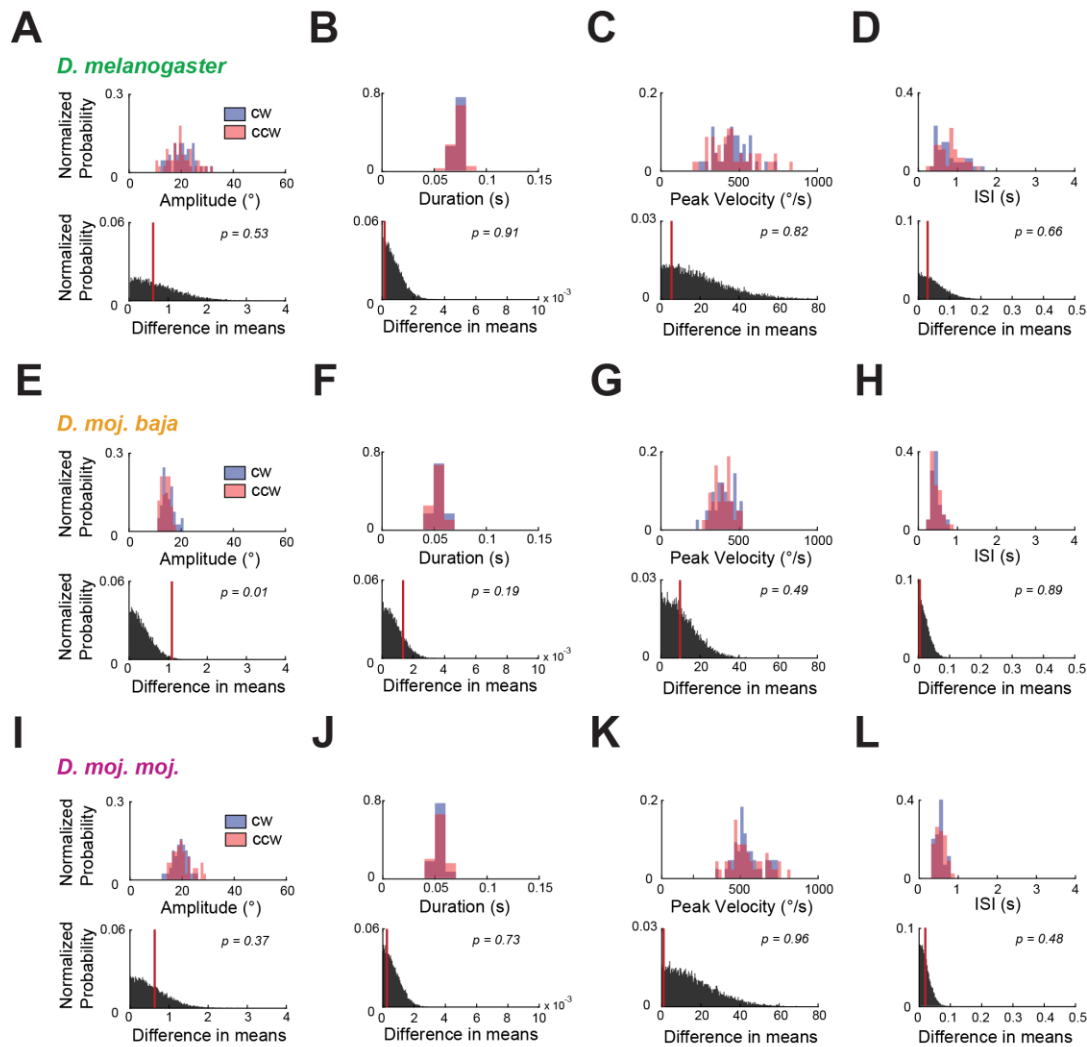 A
B
C
D
D. melanogaster
Normalized Probability
0.3
0
0 20 40 60
Amplitude (°)
CW
CCW
0.8
0
0 0.05 0.1 0.15
Duration (s)
0.2
0
0 500 1000
Peak Velocity (°/s)
0.4
0
0 1 2 3 4
ISI (s)
Normalized Probability
0.06
0
p = 0.53
0 1 2 3 4
Difference in means
0.06
0
p = 0.91
0 2 4 6 8 10
x 10-3
Difference in means
0.03
0
p = 0.82
0 20 40 60 80
Difference in means
0.1
0
p = 0.66
0 0.1 0.2 0.3 0.4 0.5
Difference in means
E
F
G
H
D. moj. baja
Normalized Probability
0.3
0
0 20 40 60
Amplitude (°)
CW
CCW
0.8
0
0 0.05 0.1 0.15
Duration (s)
0.2
0
0 500 1000
Peak Velocity (°/s)
0.4
0
0 1 2 3 4
ISI (s)
Normalized Probability
0.06
0
p = 0.01
0 1 2 3 4
Difference in means
0.06
0
p = 0.19
0 2 4 6 8 10
x 10-3
Difference in means
0.03
0
p = 0.49
0 20 40 60 80
Difference in means
0.1
0
p = 0.89
0 0.1 0.2 0.3 0.4 0.5
Difference in means
I
J
K
L
D. moj. moj.
Normalized Probability
0.3
0
0 20 40 60
Amplitude (°)
CW
CCW
0.8
0
0 0.05 0.1 0.15
Duration (s)
0.2
0
0 500 1000
Peak Velocity (°/s)
0.4
0
0 1 2 3 4
ISI (s)
Normalized Probability
0.06
0
p = 0.37
0 1 2 3 4
Difference in means
0.06
0
p = 0.73
0 2 4 6 8 10
x 10-3
Difference in means
0.03
0
p = 0.96
0 20 40 60 80
Difference in means
0.1
0
p = 0.48
0 0.1 0.2 0.3 0.4 0.5
Difference in means